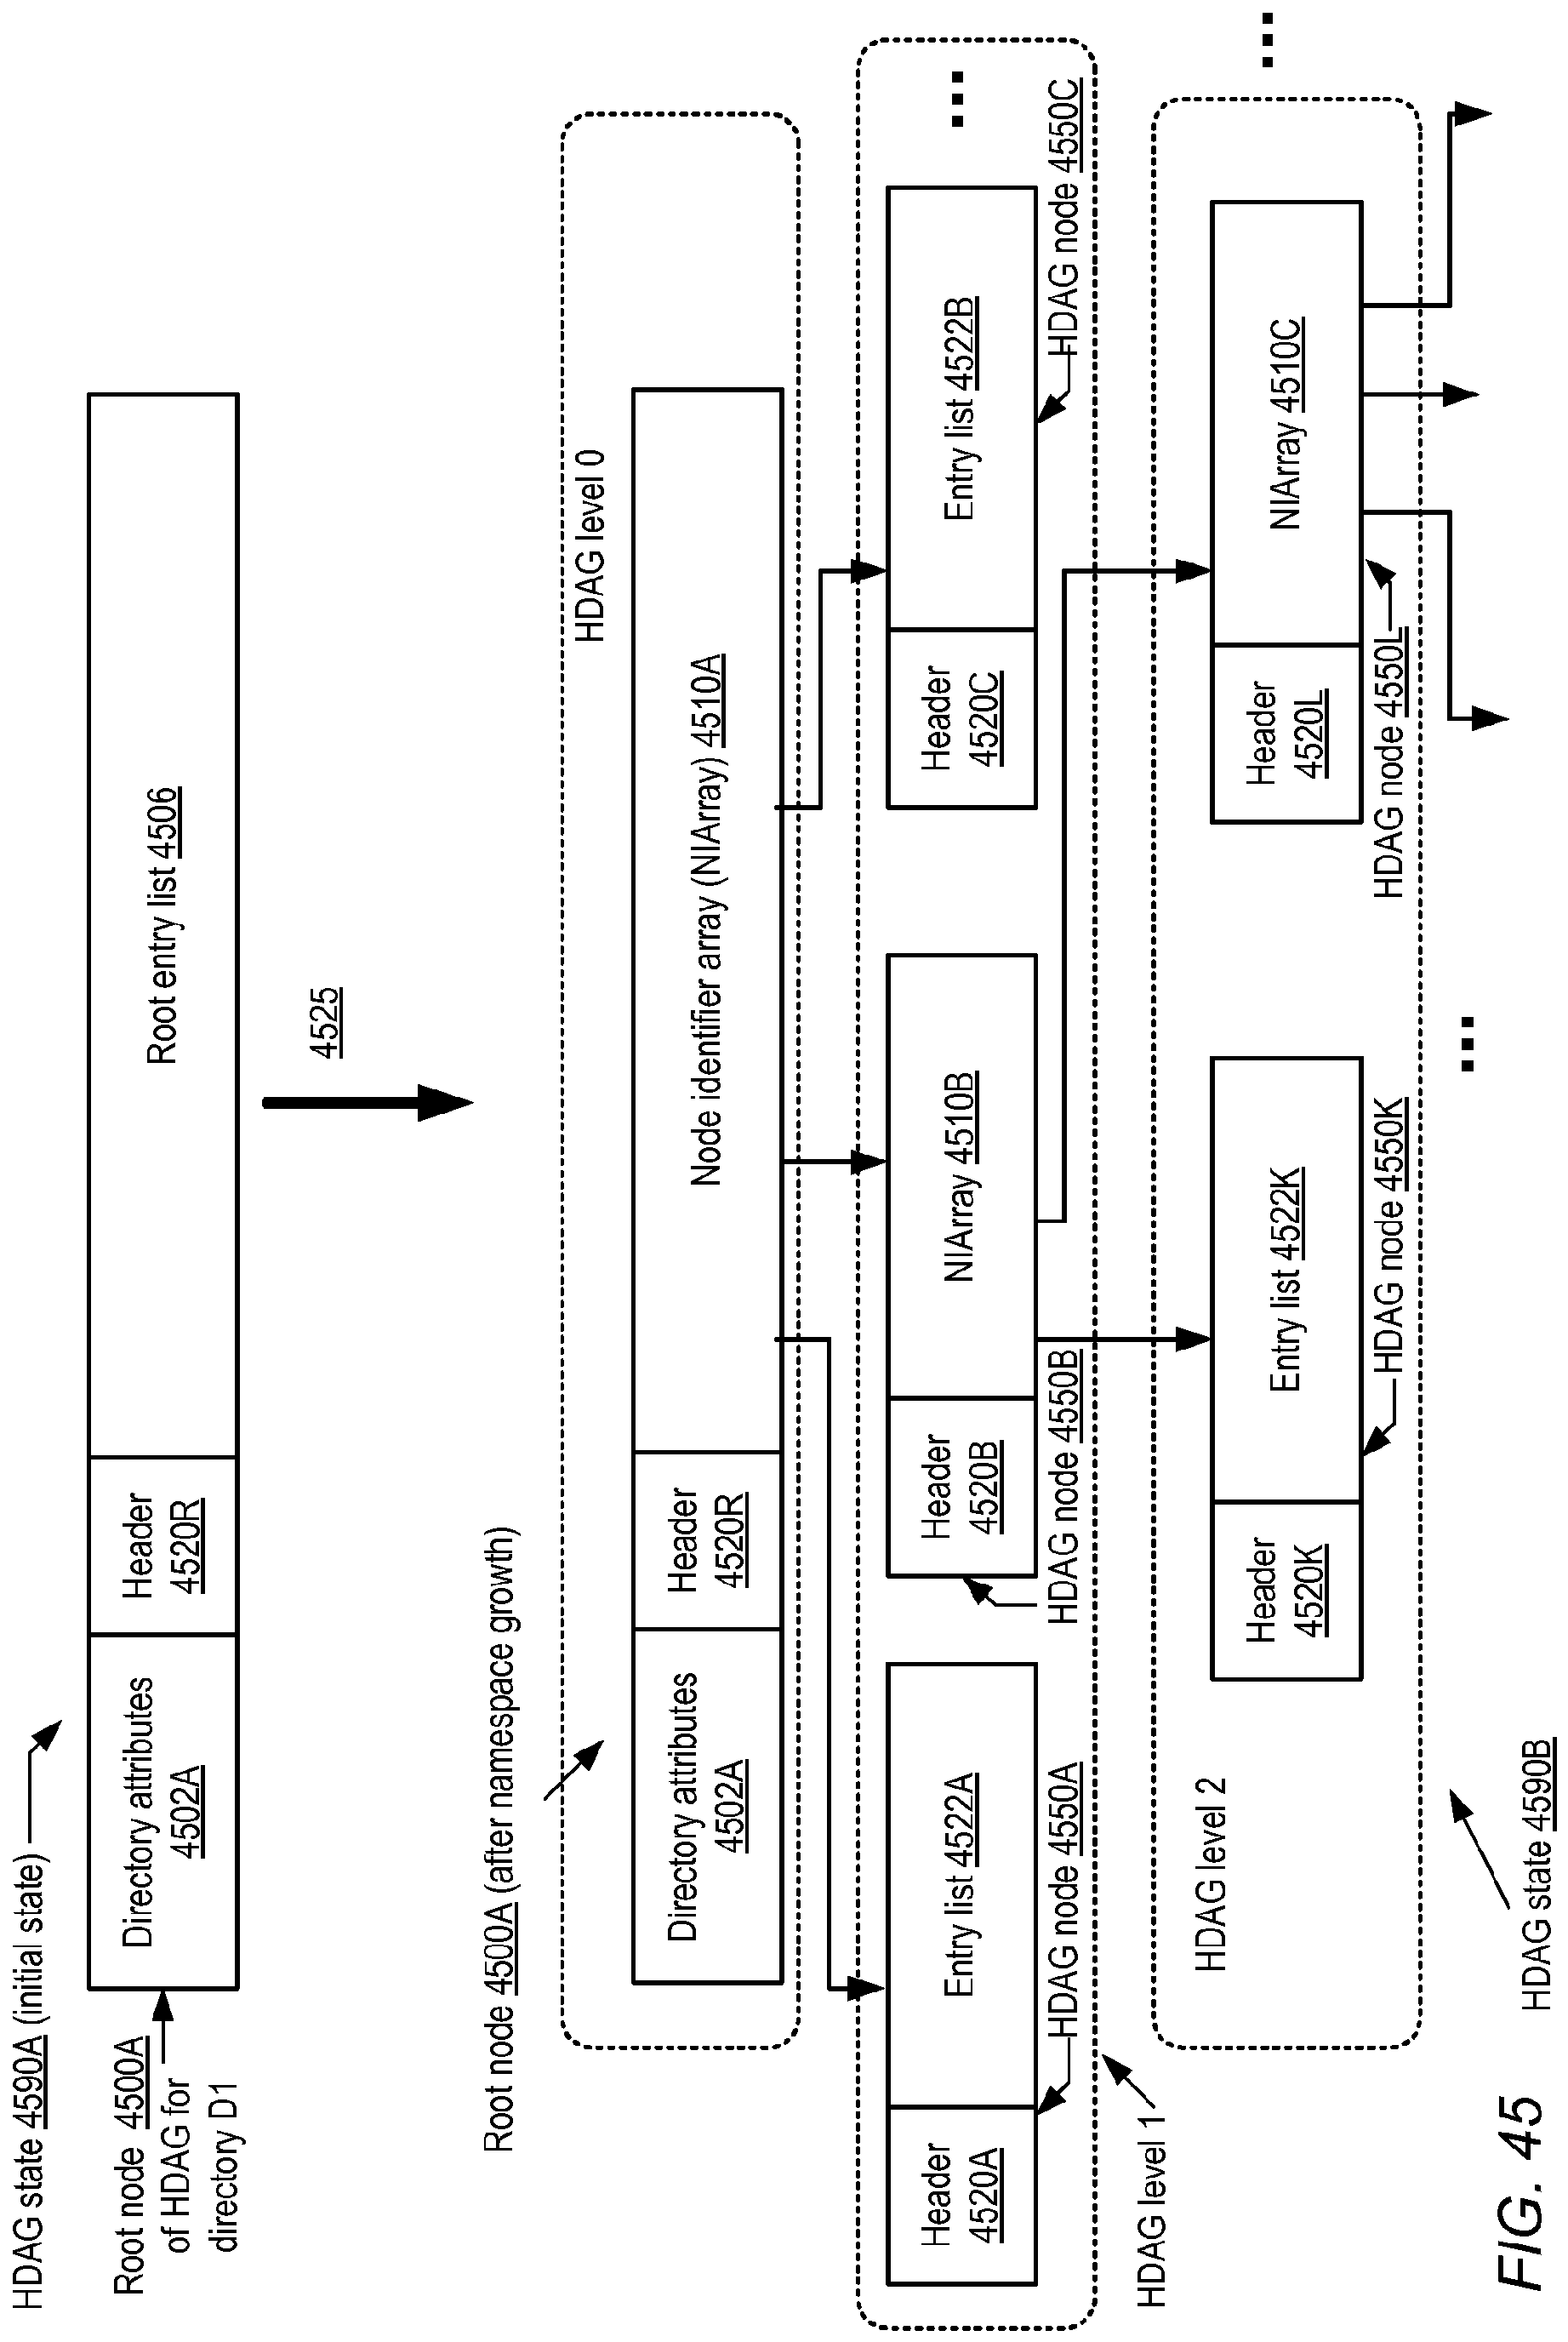 HDAG state 4590A (initial state)
Root node 4500A
of HDAG for
directory D1
Directory attributes
4502A
Header
4520R
Root entry list 4506
4525
Root node 4500A (after namespace growth)
HDAG level 0
Directory attributes
4502A
Header
4520R
Node identifier array (NIArray) 4510A
Header
4520A
Entry list 4522A
HDAG node 4550A
Header
4520B
NIArray 4510B
HDAG node 4550B
Header
4520C
Entry list 4522B
HDAG node 4550C
...
HDAG level 1
HDAG level 2
Header
4520K
Entry list 4522K
HDAG node 4550K
...
Header
4520L
NIArray 4510C
HDAG node 4550L
...
HDAG state 4590B
FIG. 45